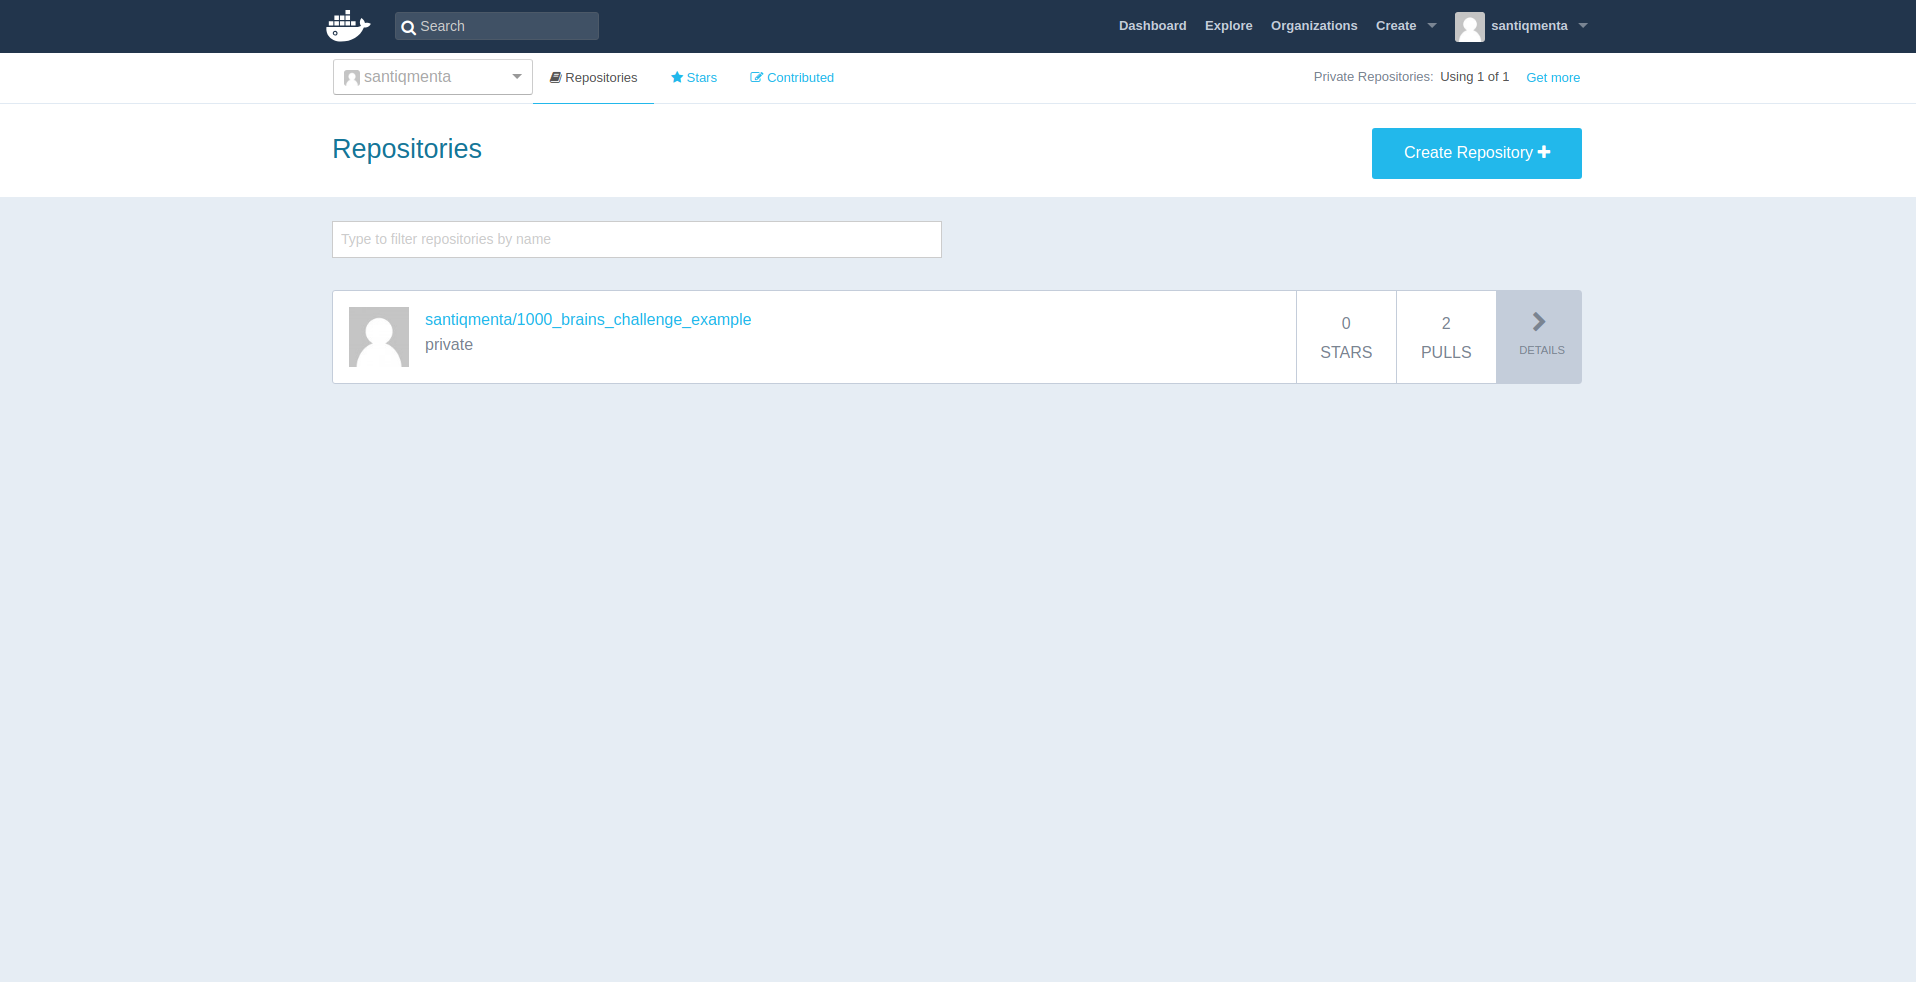 Search
Dashboard Explore Organizations Create santiqmenta
santiqmenta Repositories Stars Contributed Private Repositories: Using 1 of 1 Get more
Repositories
Create Repository
Type to filter repositories by name
santiqmenta/1000_brains_challenge_example
private
0
STARS
2
PULLS
DETAILS